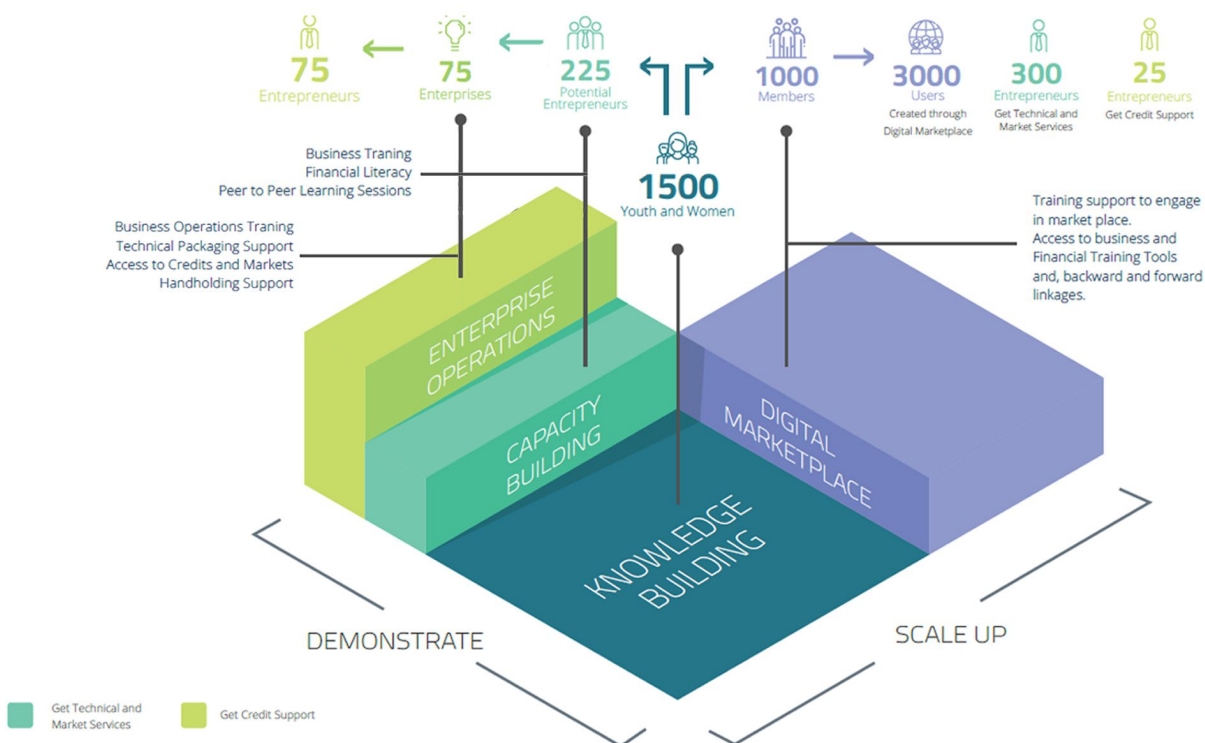 75
Entrepreneurs
75
Enterprises
225
Potential
Entrepreneurs
1000
Members
3000
Users
Created through
Digital Marketplace
300
Entrepreneurs
Get Technical and
Market Services
25
Entrepreneurs
Get Credit Support
1500
Youth and Women
Business Traning
Financial Literacy
Peer to Peer Learning Sessions
Business Operations Traning
Technical Packaging Support
Access to Credits and Markets
Handholding Support
Training support to engage
in market place.
Access to business and
Financial Training Tools
and, backward and forward
linkages.
ENTERPRISE
OPERATIONS
CAPACITY
BUILDING
DIGITAL
MARKETPLACE
KNOWLEDGE
BUILDING
DEMONSTRATE
SCALE UP
Get Technical and
Market Services
Get Credit Support